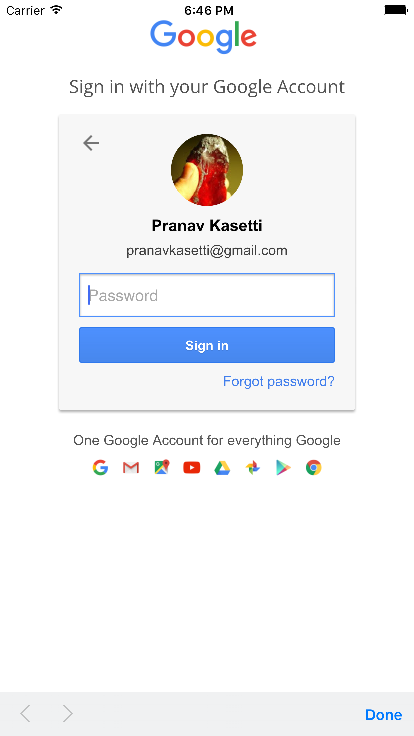 Carrier 6:46 PM
Google
Sign in with your Google Account
Pranav Kasetti
pranavkasetti@gmail.com
Password
Sign in
Forgot password?
One Google Account for everything Google
Done